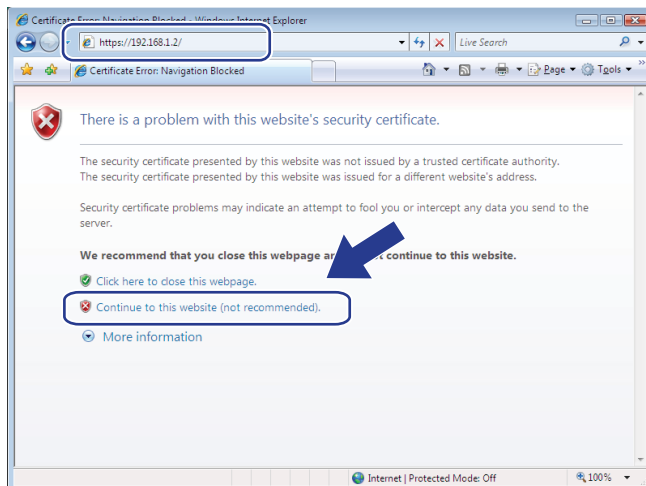 Certificate Error: Navigation Blocked - Windows Internet Explorer
https://192.168.1.2/
Live Search
Certificate Error: Navigation Blocked
Page
Tools
There is a problem with this website's security certificate.
The security certificate presented by this website was not issued by a trusted certificate authority.
The security certificate presented by this website was issued for a different website's address.
Security certificate problems may indicate an attempt to fool you or intercept any data you send to the
server.
We recommend that you close this webpage an continue to this website.
Click here to close this webpage.
Continue to this website (not recommended).
More information
Internet | Protected Mode: Off
100%